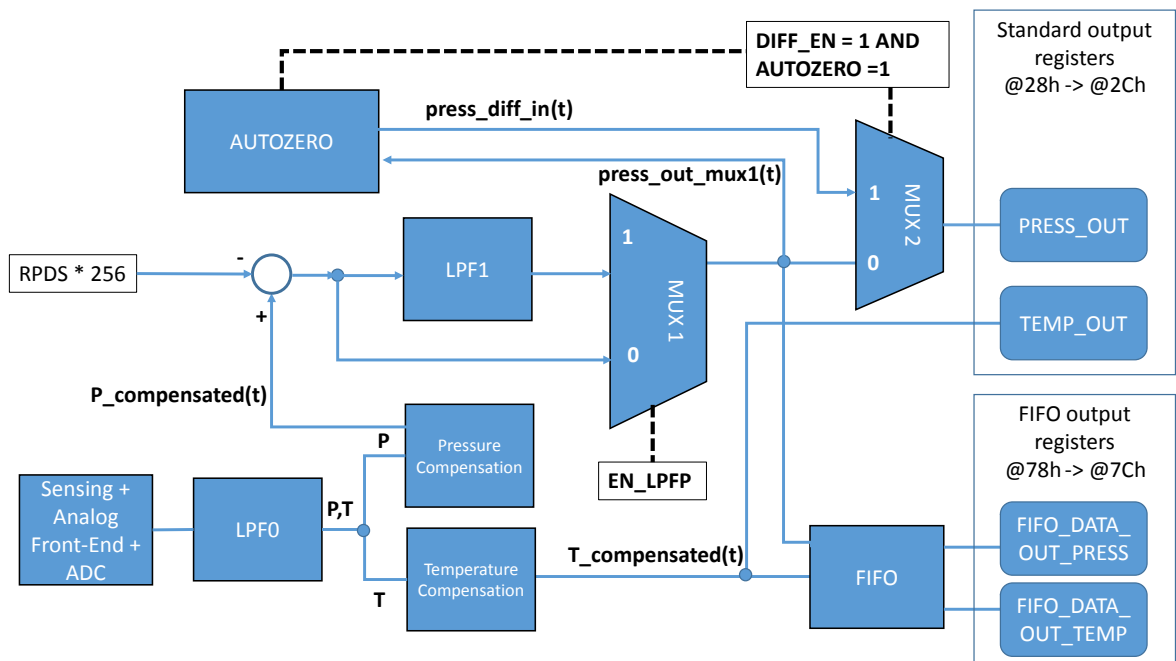 DIFF_EN = 1 AND
AUTOZERO =1
Standard output
registers
@28h -> @2Ch
AUTOZERO
press_diff_in(t)
press_out_mux1(t)
1
MUX 2
0
PRESS_OUT
TEMP_OUT
RPDS * 256
-
+
LPF1
1
MUX 1
0
P_compensated(t)
P
Pressure
Compensation
EN_LPFP
FIFO output
registers
@78h -> @7Ch
Sensing +
Analog
Front-End +
ADC
LPF0
P,T
T
Temperature
Compensation
T_compensated(t)
FIFO
FIFO_DATA_
OUT_PRESS
FIFO_DATA_
OUT_TEMP